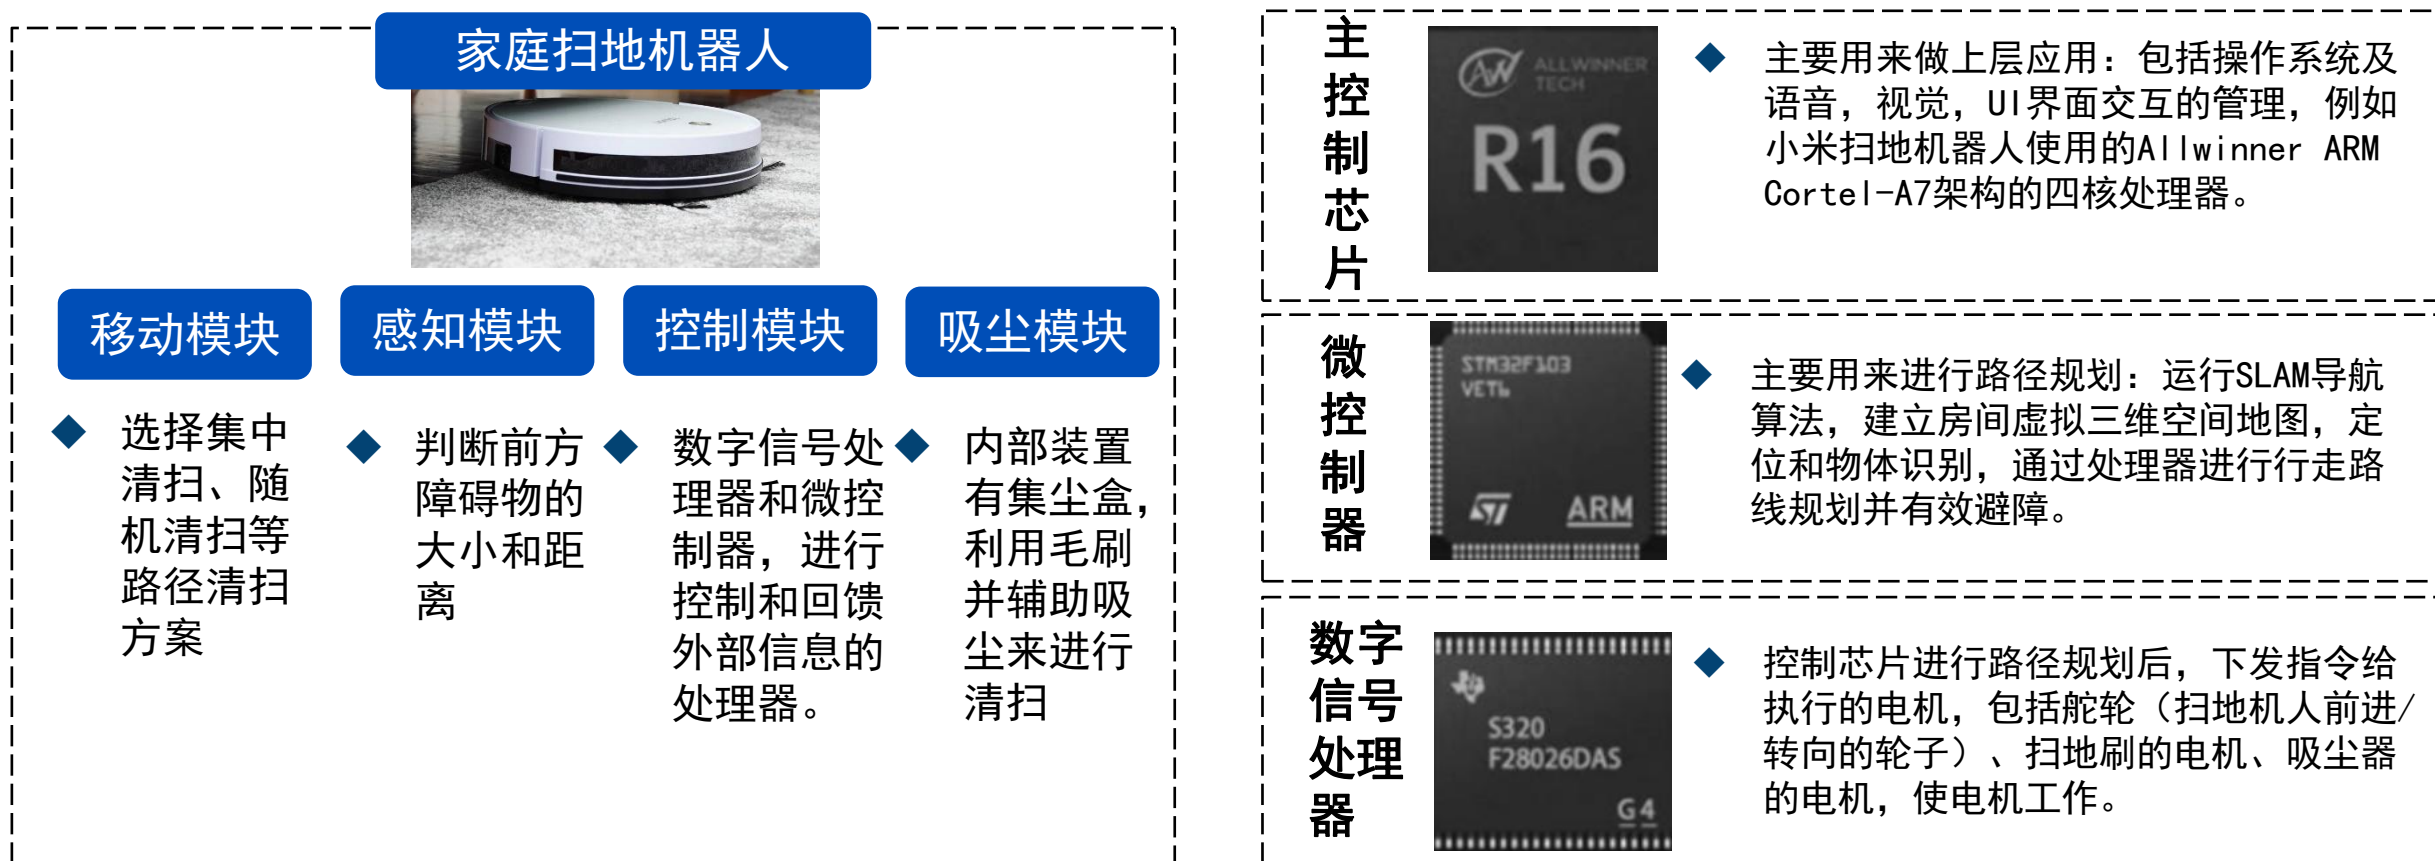 家庭扫地机器人
移动模块
感知模块
控制模块
吸尘模块
选择集中
清扫、随
机清扫等
路径清扫
方案
判断前方
障碍物的
大小和距
离
数字信号处
理器和微控
制器，进行
控制和回馈
外部信息的
处理器。
内部装置
有集尘盒，
利用毛刷
并辅助吸
尘来进行
清扫
主
控
制
芯
片
ALLWINNER
TECH
R16
主要用来做上层应用：包括操作系统及
语音，视觉，UI界面交互的管理，例如
小米扫地机器人使用的Allwinner ARM
Cortel-A7架构的四核处理器。
微
控
制
器
STM32F103
VET6
ST
ARM
主要用来进行路径规划：运行SLAM导航
算法，建立房间虚拟三维空间地图，定
位和物体识别，通过处理器进行行走路
线规划并有效避障。
数字
信号
处理
器
S320
F28026DAS
G4
控制芯片进行路径规划后，下发指令给
执行的电机，包括舵轮（扫地机人前进/
转向的轮子）、扫地刷的电机、吸尘器
的电机，使电机工作。